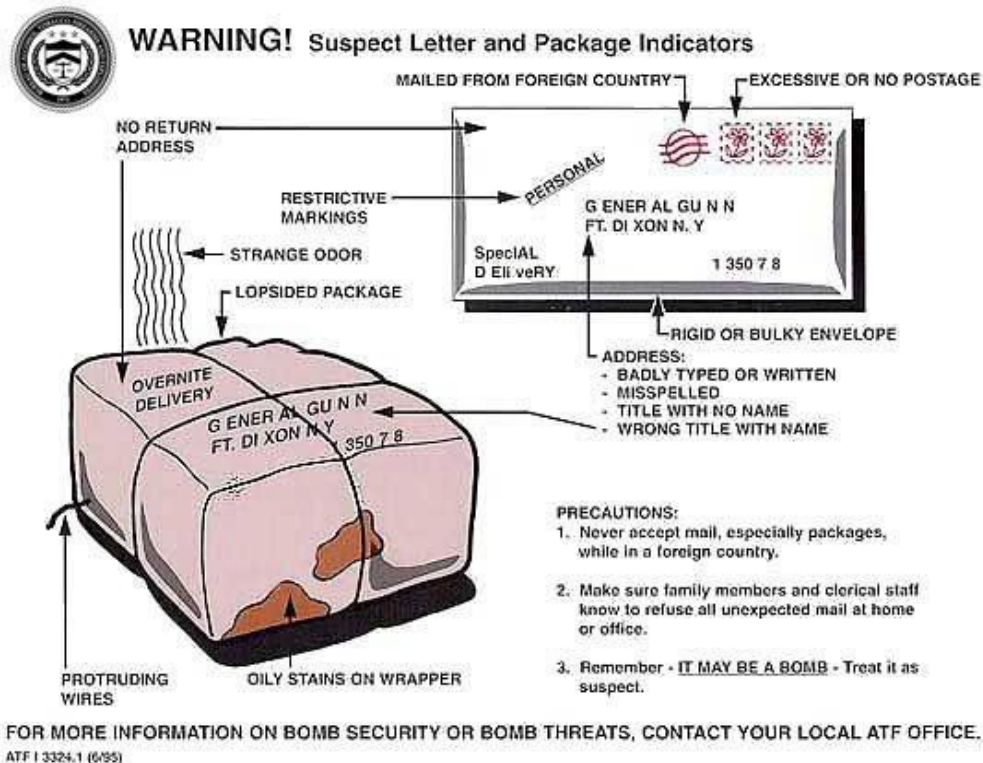 WARNING! Suspect Letter and Package Indicators
MAILED FROM FOREIGN COUNTRY
EXCESSIVE OR NO POSTAGE
NO RETURN
ADDRESS
RESTRICTIVE
MARKINGS
PERSONAL
G ENER AL GU N N
FT. DI XON N. Y
SpecIAL
D Eli veRY
1 350 7 8
STRANGE ODOR
LOPSIDED PACKAGE
RIGID OR BULKY ENVELOPE
ADDRESS:
- BADLY TYPED OR WRITTEN
- MISSPELLED
- TITLE WITH NO NAME
- WRONG TITLE WITH NAME
OVERNITE
DELIVERY
G ENER AL GU N N
FT. DI XON N Y
1 350 7 8
PRECAUTIONS:
1. Never accept mail, especially packages,
while in a foreign country.
2. Make sure family members and clerical staff
know to refuse all unexpected mail at home
or office.
3. Remember - IT MAY BE A BOMB - Treat it as
suspect.
PROTRUDING
WIRES
OILY STAINS ON WRAPPER
FOR MORE INFORMATION ON BOMB SECURITY OR BOMB THREATS, CONTACT YOUR LOCAL ATF OFFICE.
ATF I 3324.1 (6/95)